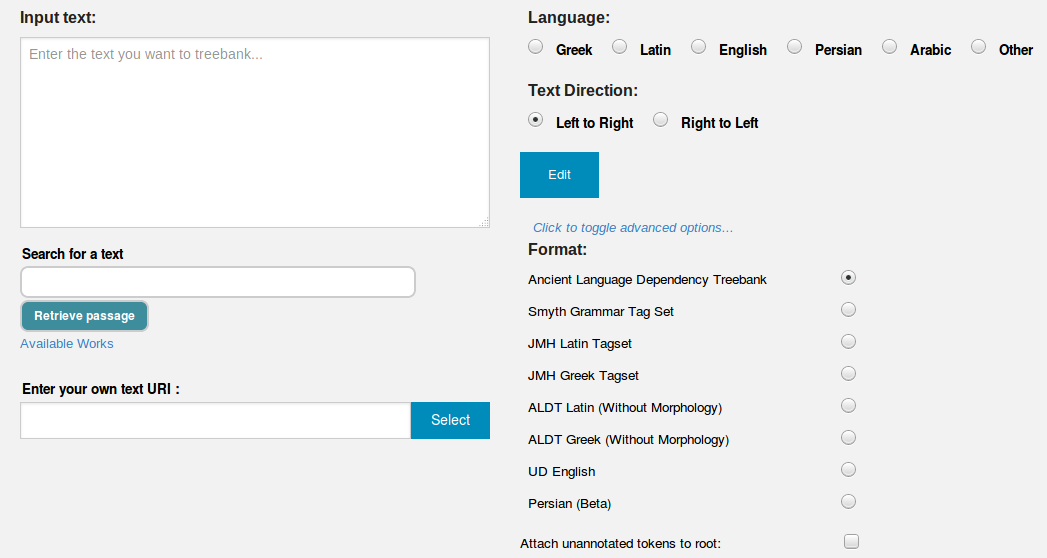 Input text:
Enter the text you want to treebank...
Search for a text
Retrieve passage
Available Works
Enter your own text URI :
Select
Language:
Greek Latin English Persian Arabic Other
Text Direction:
Left to Right Right to Left
Edit
Click to toggle advanced options...
Format:
Ancient Language Dependency Treebank
Smyth Grammar Tag Set
JMH Latin Tagset
JMH Greek Tagset
ALDT Latin (Without Morphology)
ALDT Greek (Without Morphology)
UD English
Persian (Beta)
Attach unannotated tokens to root: